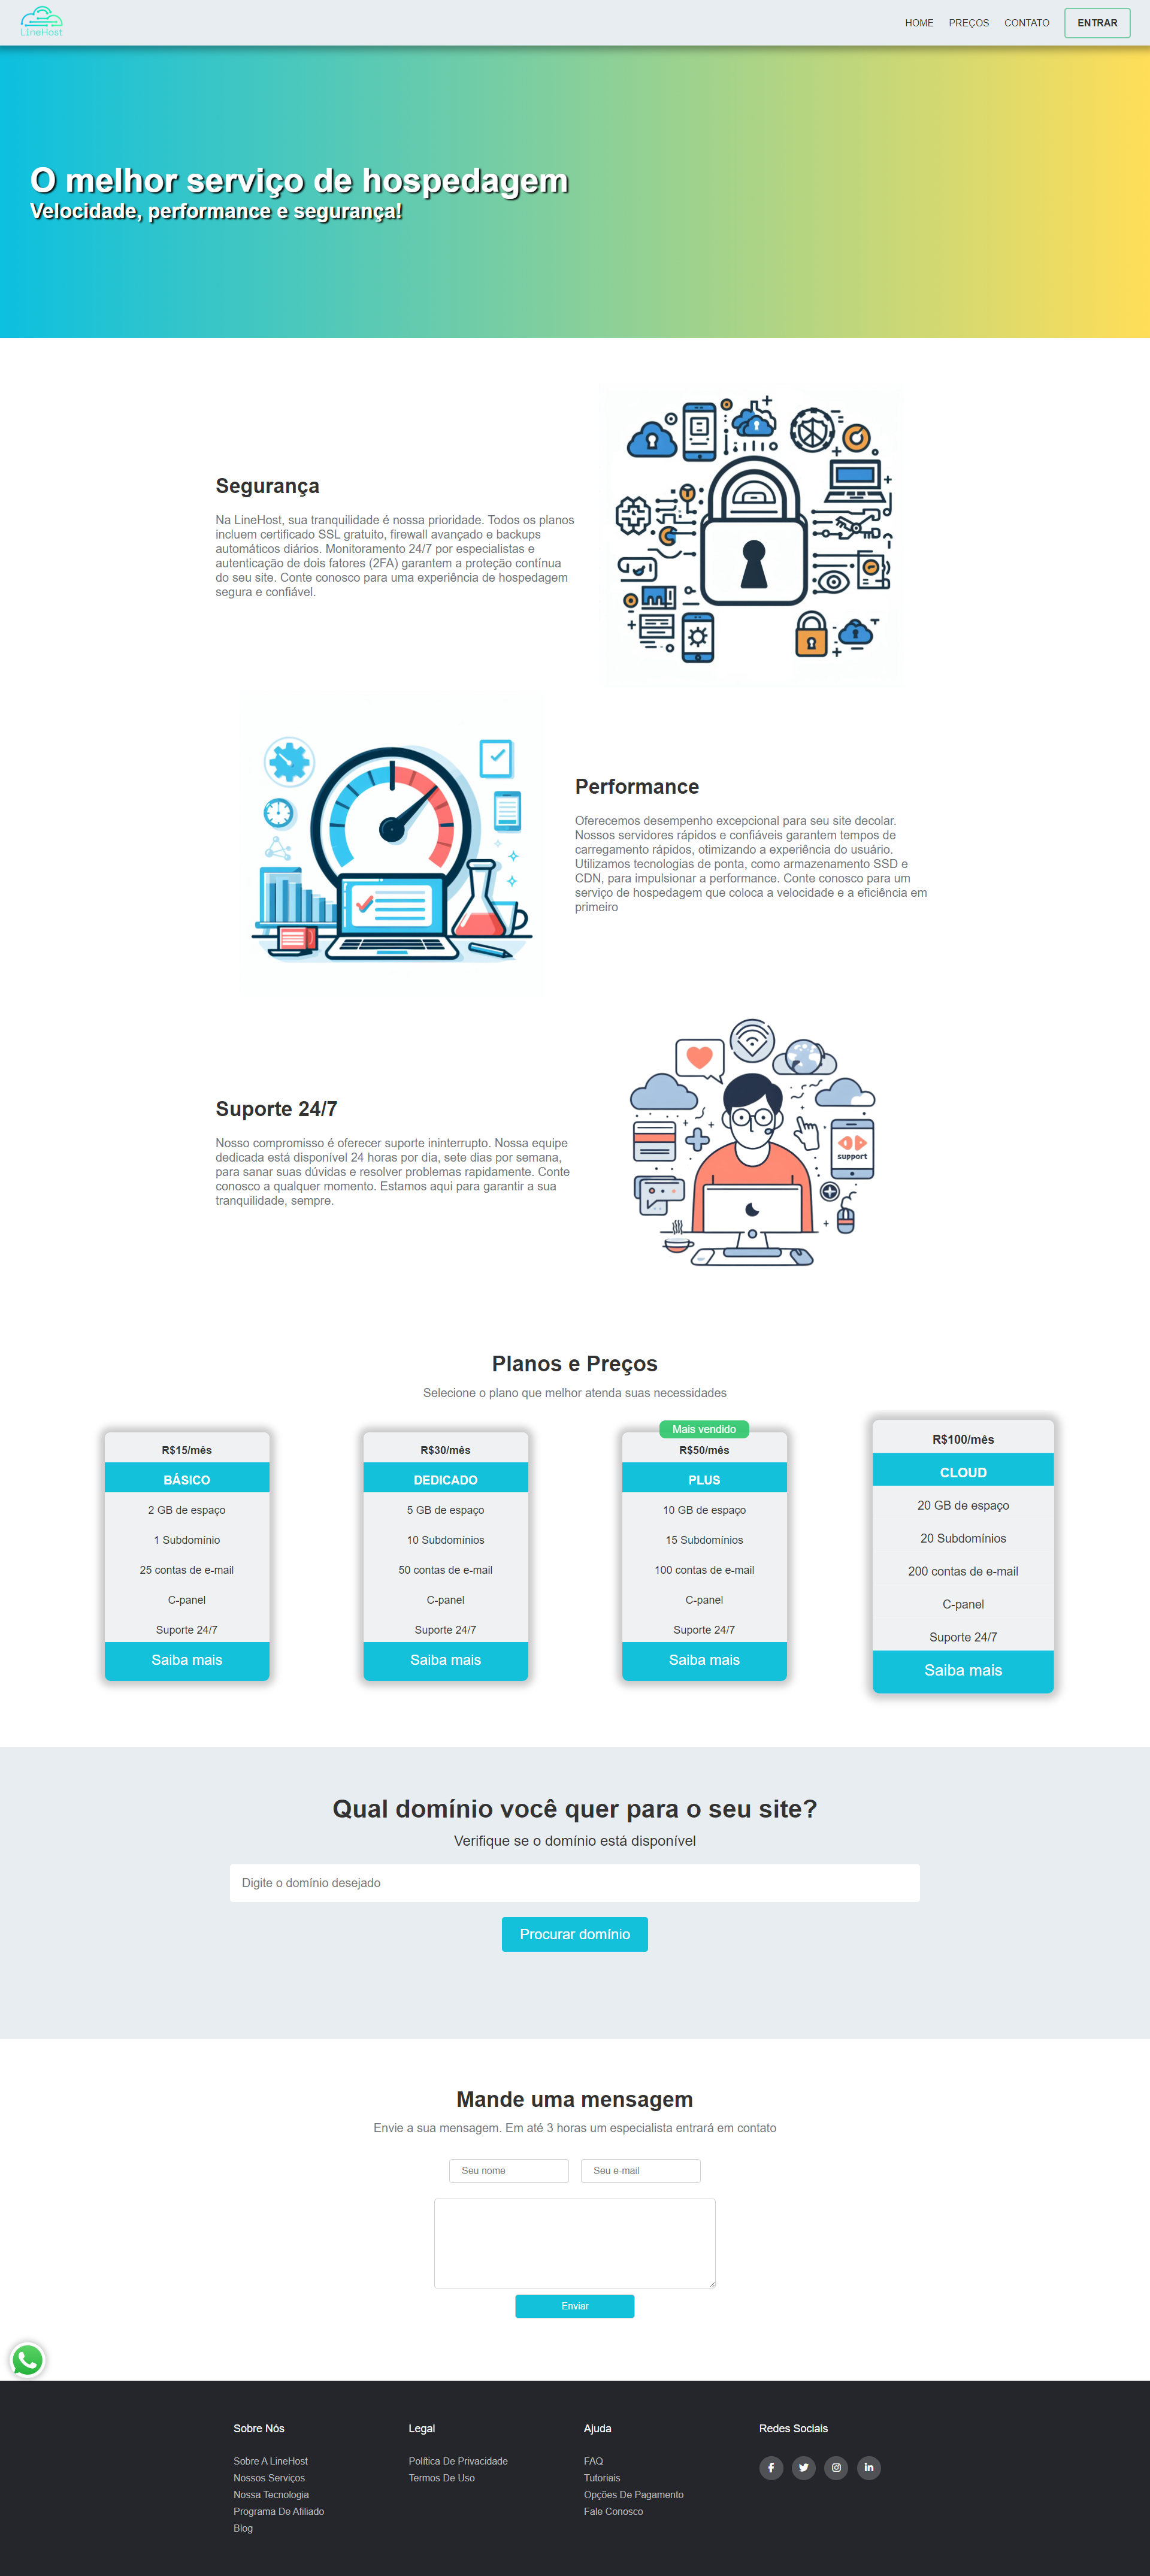 LineHost
HOME
PREÇOS
CONTATO
ENTRAR
O melhor serviço de hospedagem
Velocidade, performance e segurança!
Segurança
Na LineHost, sua tranquilidade é nossa prioridade. Todos os planos
incluem certificado SSL gratuito, firewall avançado e backups
automáticos diários. Monitoramento 24/7 por especialistas e
autenticação de dois fatores (2FA) garantem a proteção contínua
do seu site. Conte conosco para uma experiência de hospedagem
segura e confiável.
Performance
Oferecemos desempenho excepcional para seu site decolar.
Nossos servidores rápidos e confiáveis garantem tempos de
carregamento rápidos, otimizando a experiência do usuário.
Utilizamos tecnologias de ponta, como armazenamento SSD e
CDN, para impulsionar a performance. Conte conosco para um
serviço de hospedagem que coloca a velocidade e a eficiência em
primeiro
Suporte 24/7
Nosso compromisso é oferecer suporte ininterrupto. Nossa equipe
dedicada está disponível 24 horas por dia, sete dias por semana,
para sanar suas dúvidas e resolver problemas rapidamente. Conte
conosco a qualquer momento. Estamos aqui para garantir a sua
tranquilidade, sempre.
support
Planos e Preços
Selecione o plano que melhor atenda suas necessidades
R$15/mês
BÁSICO
2 GB de espaço
1 Subdomínio
25 contas de e-mail
C-panel
Suporte 24/7
Saiba mais
R$30/mês
DEDICADO
5 GB de espaço
10 Subdomínios
50 contas de e-mail
C-panel
Suporte 24/7
Saiba mais
Mais vendido
R$50/mês
PLUS
10 GB de espaço
15 Subdomínios
100 contas de e-mail
C-panel
Suporte 24/7
Saiba mais
R$100/mês
CLOUD
20 GB de espaço
20 Subdomínios
200 contas de e-mail
C-panel
Suporte 24/7
Saiba mais
Qual domínio você quer para o seu site?
Verifique se o domínio está disponível
Digite o domínio desejado
Procurar domínio
Mande uma mensagem
Envie a sua mensagem. Em até 3 horas um especialista entrará em contato
Seu nome
Seu e-mail
Enviar
Sobre Nós
Sobre A LineHost
Nossos Serviços
Nossa Tecnologia
Programa De Afiliado
Blog
Legal
Política De Privacidade
Termos De Uso
Ajuda
FAQ
Tutoriais
Opções De Pagamento
Fale Conosco
Redes Sociais